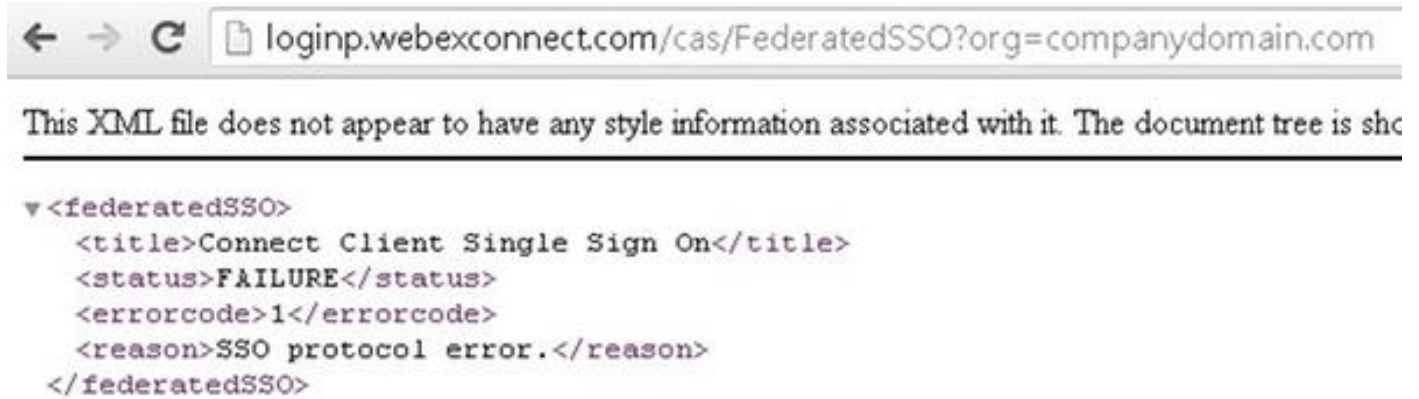 loginp.webexconnect.com/cas/FederatedSSO?org=companydomain.com
This XML file does not appear to have any style information associated with it. The document tree is
<federatedSSO>
<title>Connect Client Single Sign On</title>
<status>FAILURE</status>
<errorcode>1</errorcode>
<reason>SSO protocol error.</reason>
</federatedSSO>